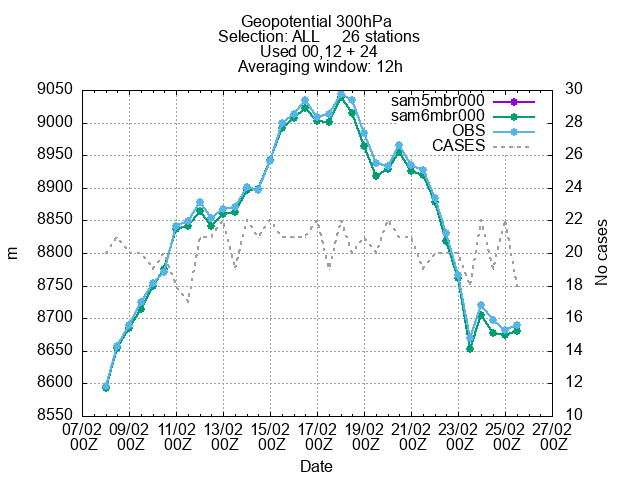 Geopotential 300hPa
Selection: ALL 26 stations
Used 00,12 + 24
Averaging window: 12h
sam5mbr000
sam6mbr000
OBS
CASES
9050
9000
8950
8900
8850
8800
8750
8700
8650
8600
8550
m
30
28
26
24
22
20
18
16
14
12
10
No cases
07/02 09/02 11/02 13/02 15/02 17/02 19/02 21/02 23/02 25/02 27/02
00Z 00Z 00Z 00Z 00Z 00Z 00Z 00Z 00Z 00Z 00Z
Date